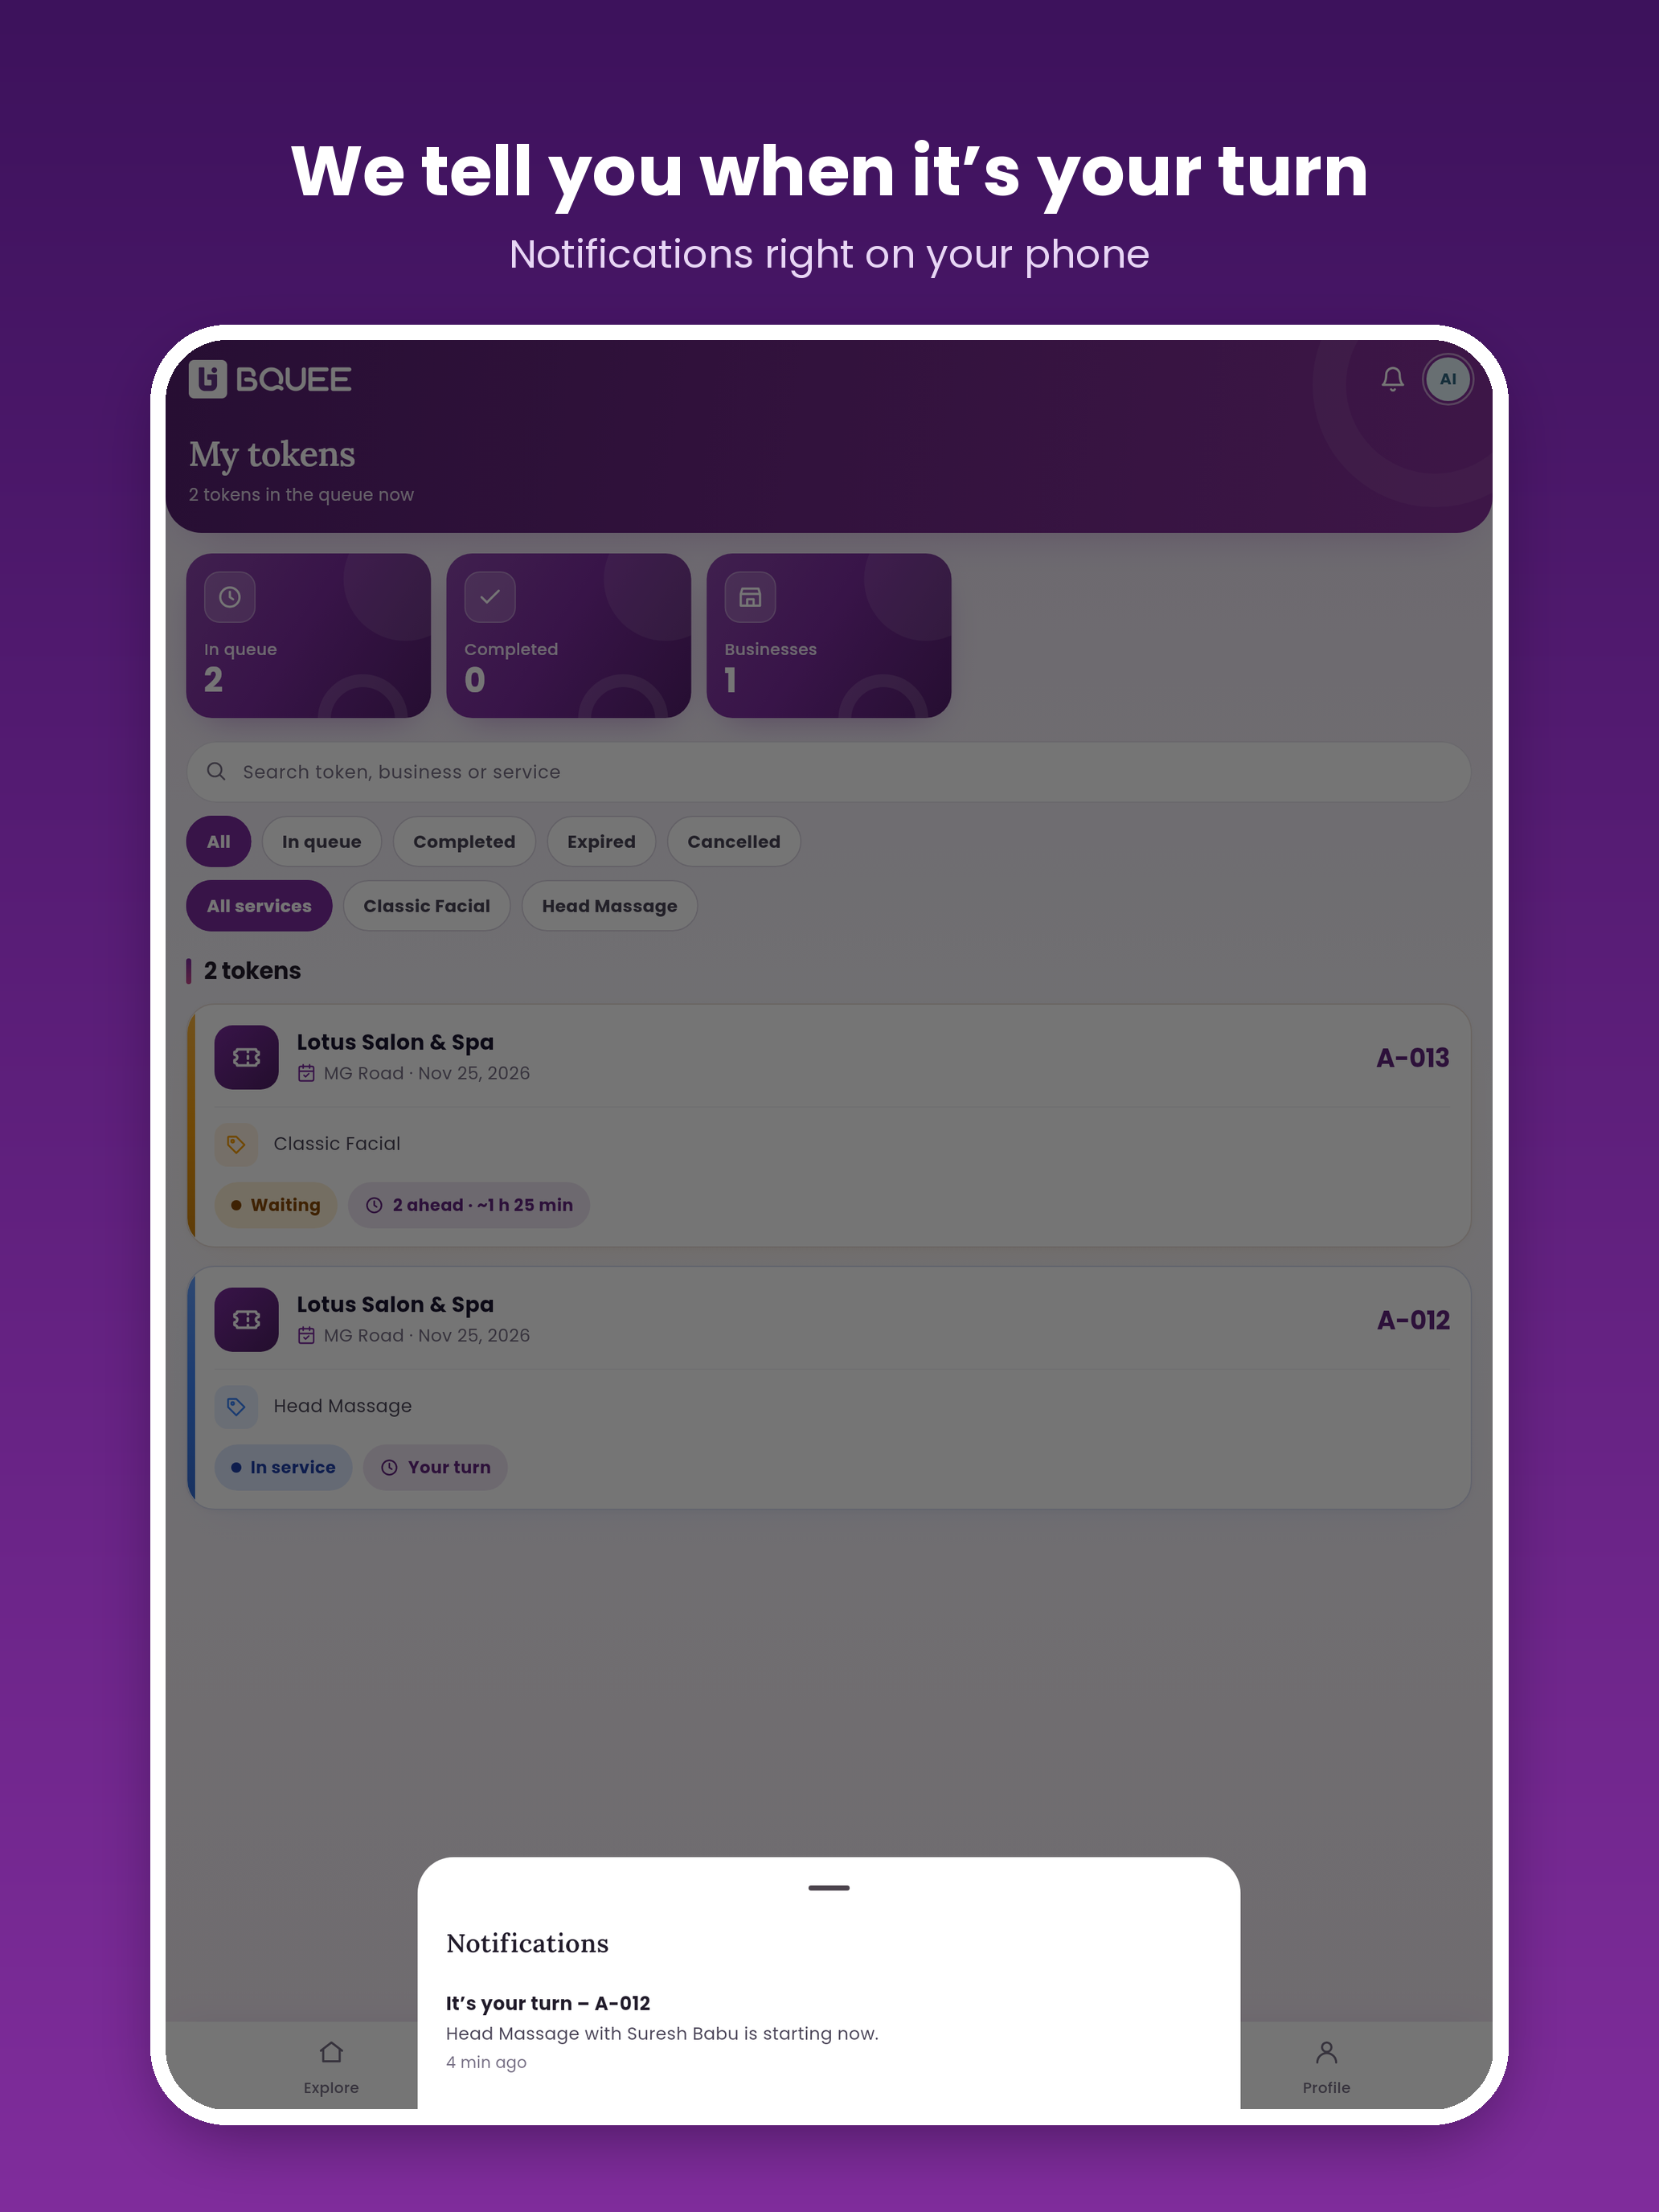 We tell you when it’s your turn
Notifications right on your phone
BQUEE
AI
My tokens
2 tokens in the queue now
In queue
2
Completed
0
Businesses
1
Search token, business or service
All
In queue
Completed
Expired
Cancelled
All services
Classic Facial
Head Massage
2 tokens
Lotus Salon & Spa
MG Road · Nov 25, 2026
A-013
Classic Facial
Waiting
2 ahead · ~1 h 25 min
Lotus Salon & Spa
MG Road · Nov 25, 2026
A-012
Head Massage
In service
Your turn
Notifications
It’s your turn – A-012
Head Massage with Suresh Babu is starting now.
4 min ago
Explore
Profile